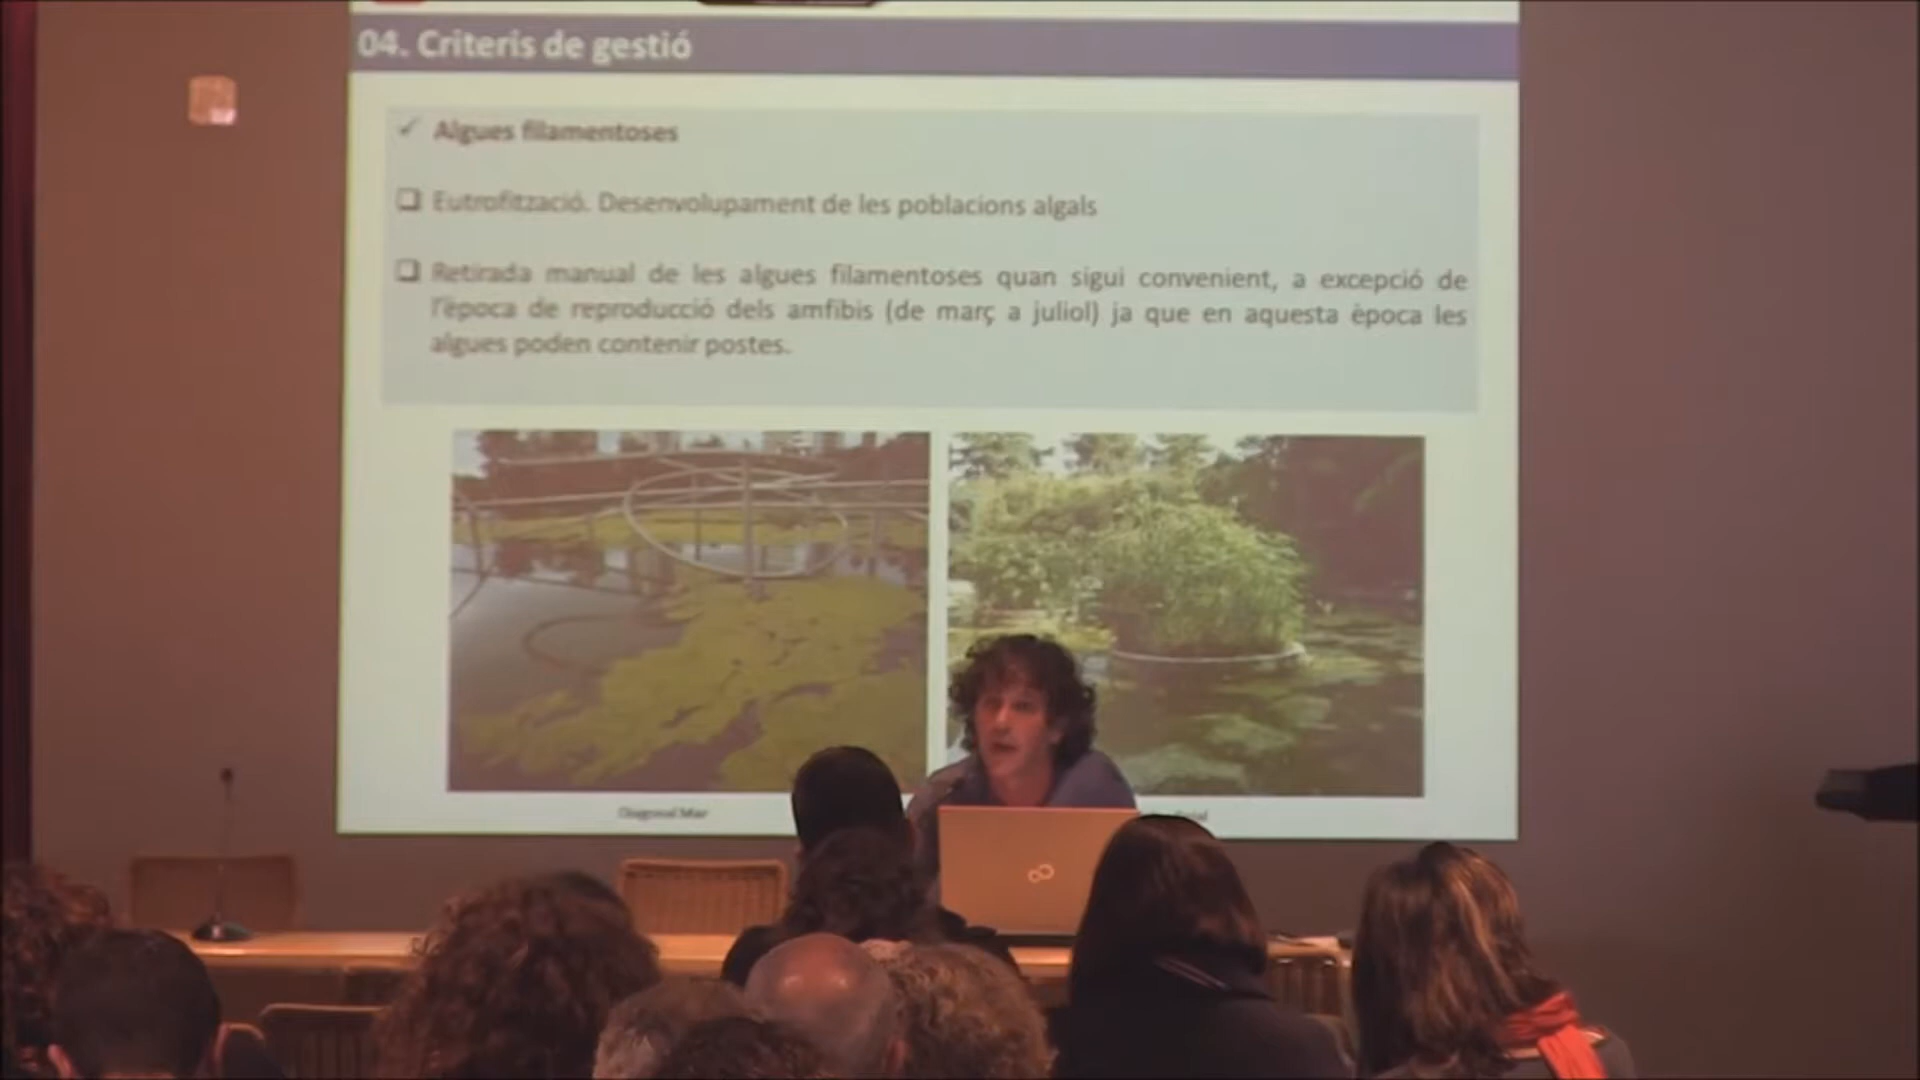 04. Criteris de gestió
✓ Algues filamentoses
❑ Eutrofització. Desenvolupament de les poblacions algals
❑ Retirada manual de les algues filamentoses quan sigui convenient, a excepció de
l'època de reproducció dels amfibis (de març a juliol) ja que en aquesta època les
algues poden contenir postes.
Diagonal Mar